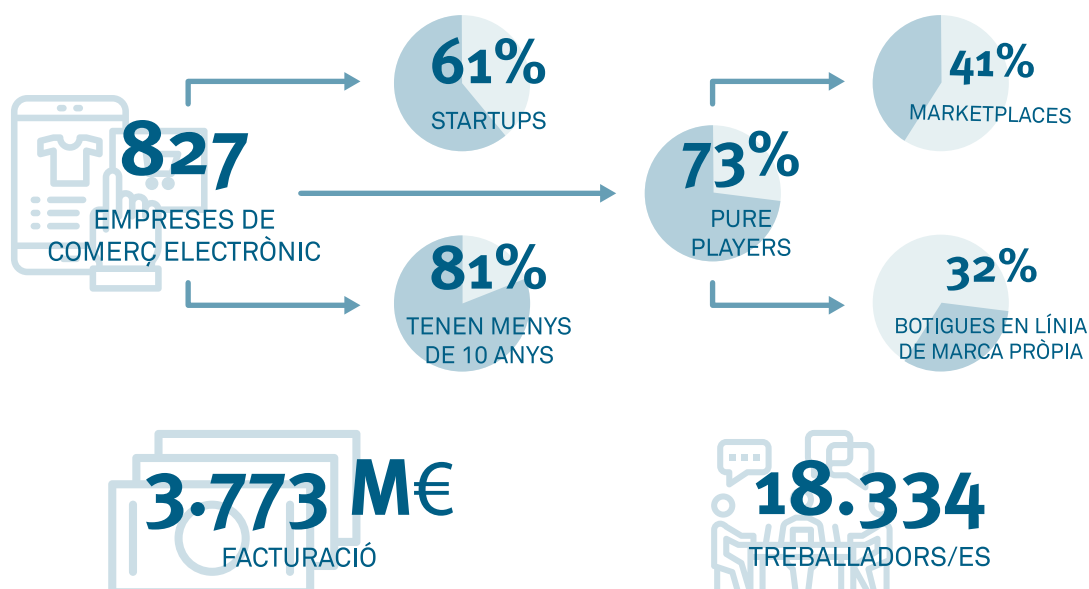 827
EMPRESES DE
COMERÇ ELECTRÒNIC
61%
STARTUPS
81%
TENEN MENYS
DE 10 ANYS
73%
PURE
PLAYERS
41%
MARKETPLACES
32%
BOTIGUES EN LÍNIA
DE MARCA PRÒPIA
3.773 M€
FACTURACIÓ
18.334
TREBALLADORS/ES